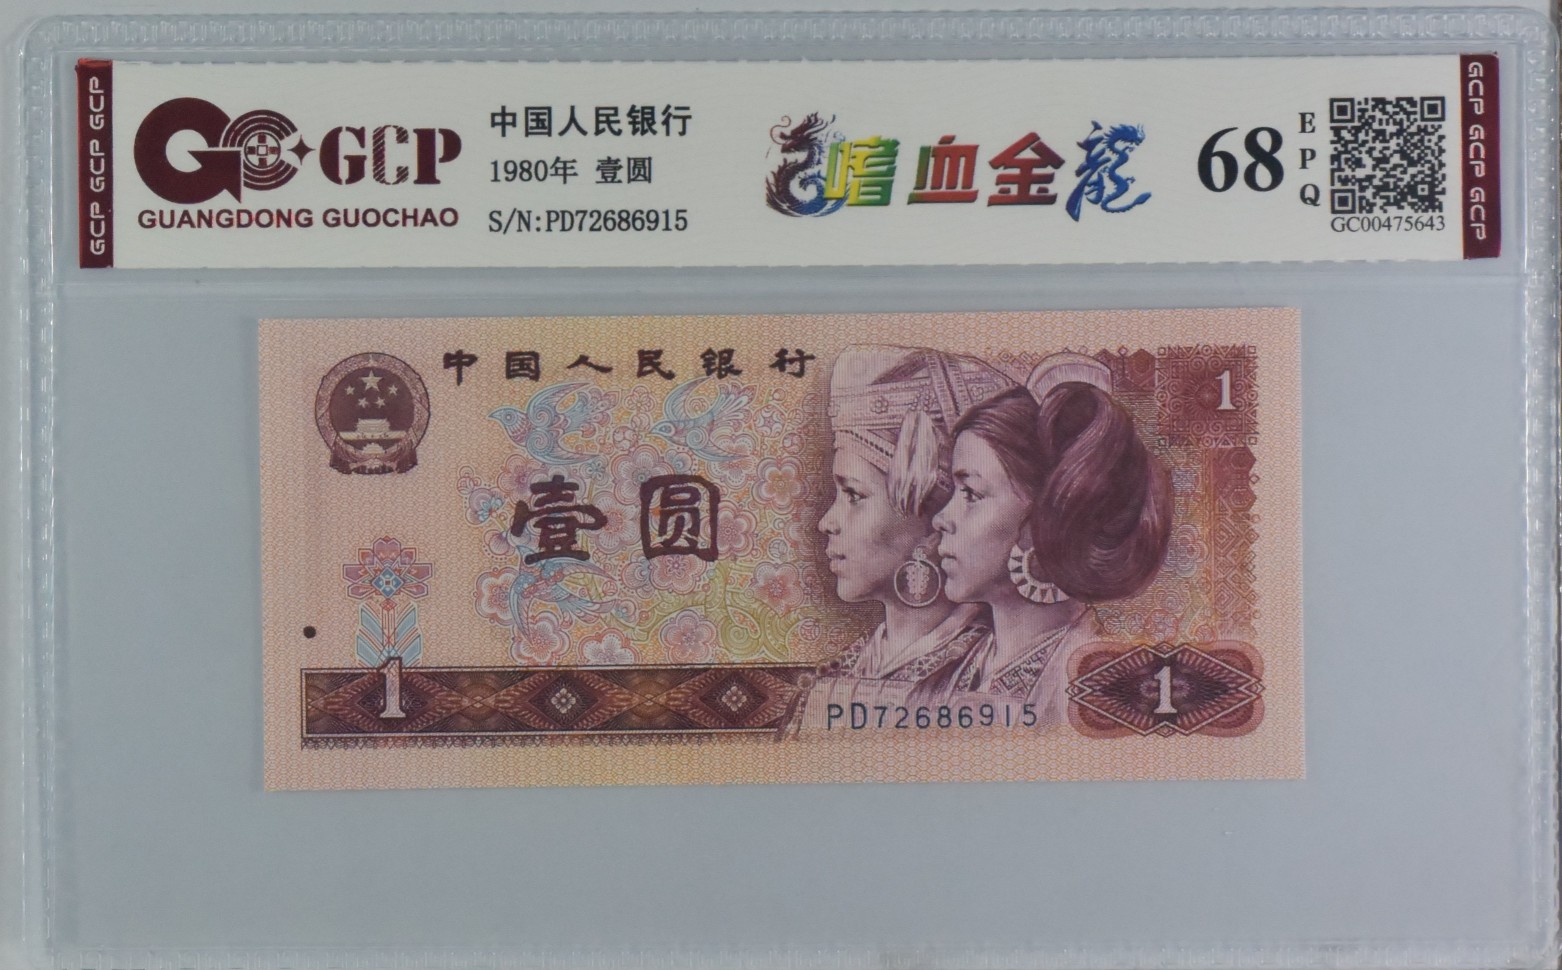 GCP GCP GCP
GCP
GUANGDONG GUOCHAO
中国人民银行
1980年 壹圆
S/N:PD72686915
嗜血金龍
68
EPQ
GC00475643
GCP GCP GCP
中国人民银行
1
壹圆
1
PD72686915
1